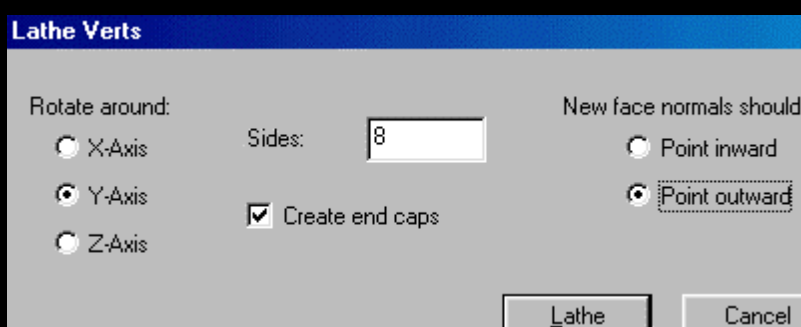 Lathe Verts
Rotate around:
X-Axis
Y-Axis
Z-Axis
Sides: 8
Create end caps
New face normals should
Point inward
Point outward
Lathe
Cancel